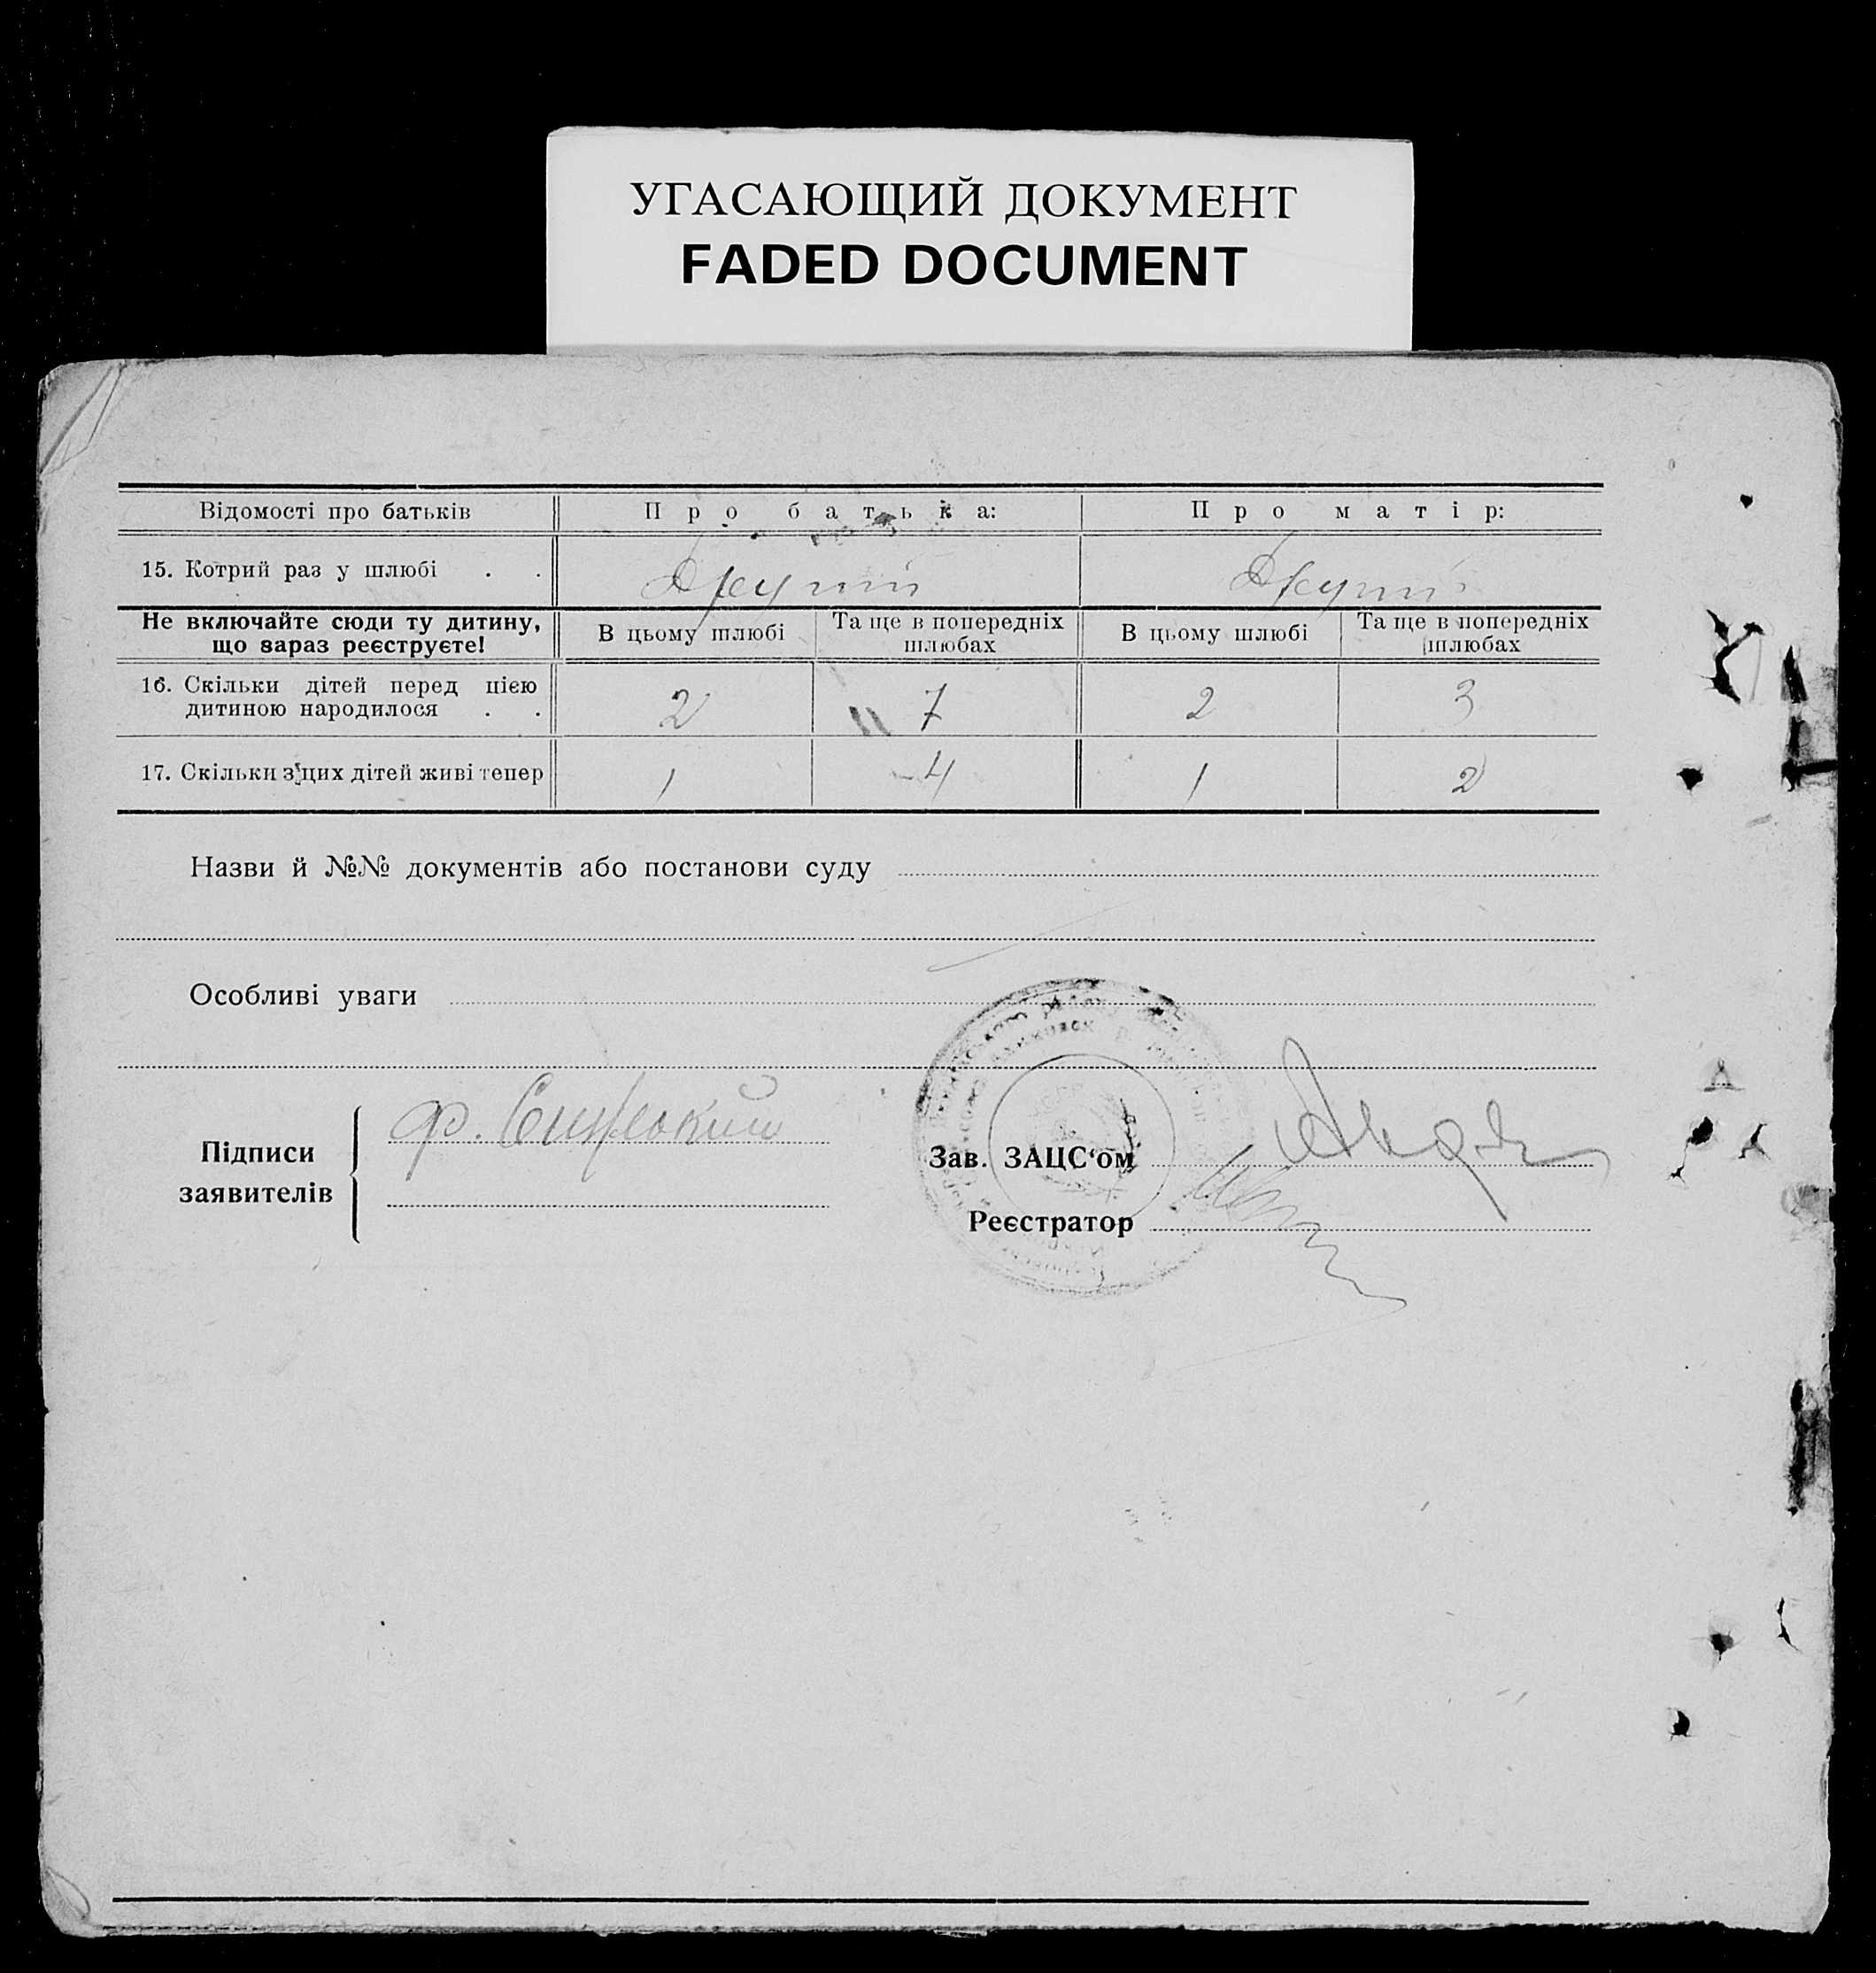 УГАСАЮЩИЙ ДОКУМЕНТ
FADED DOCUMENT
Відомості про батьків
Про батька:
Про матір:
15. Котрий раз у шлюбі . .
Другий
Другий
Не включайте сюди ту дитину,
що зараз реєструєте!
В цьому шлюбі
Та ще в попередніх
шлюбах
В цьому шлюбі
Та ще в попередніх
шлюбах
16. Скільки дітей перед цією
дитиною народилося . .
2
7
2
3
17. Скільки з цих дітей живі тепер
1
4
1
2
Назви й №№ документів або постанови суду
Особливі уваги
Підписи
заявителів
Ф.
Зав. ЗАЦС‘ом
Реєстратор